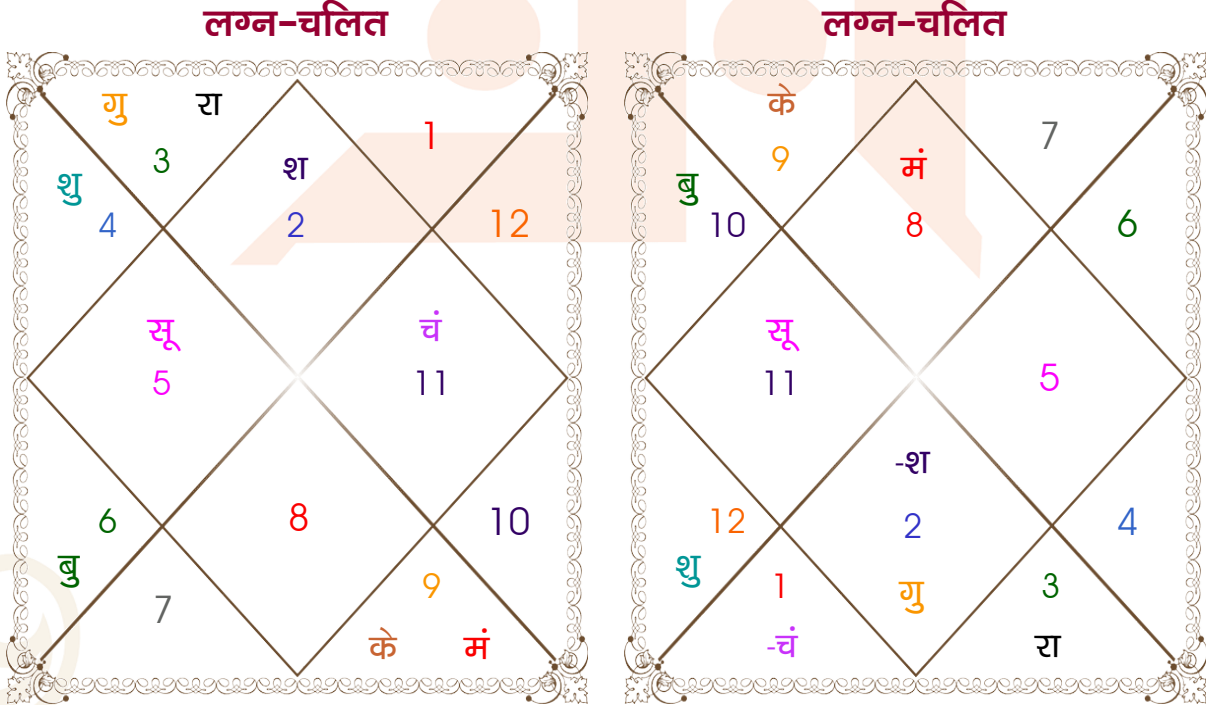 लग्न-चलित
गु रा
3
शु
4
श
2
1
12
सू
5
चं
11
6
बु
7
8
10
9
के मं
लग्न-चलित
के
9
बु
10
मं
8
7
6
सू
11
5
-श
2
गु
12
शु
1
-चं
4
3
रा